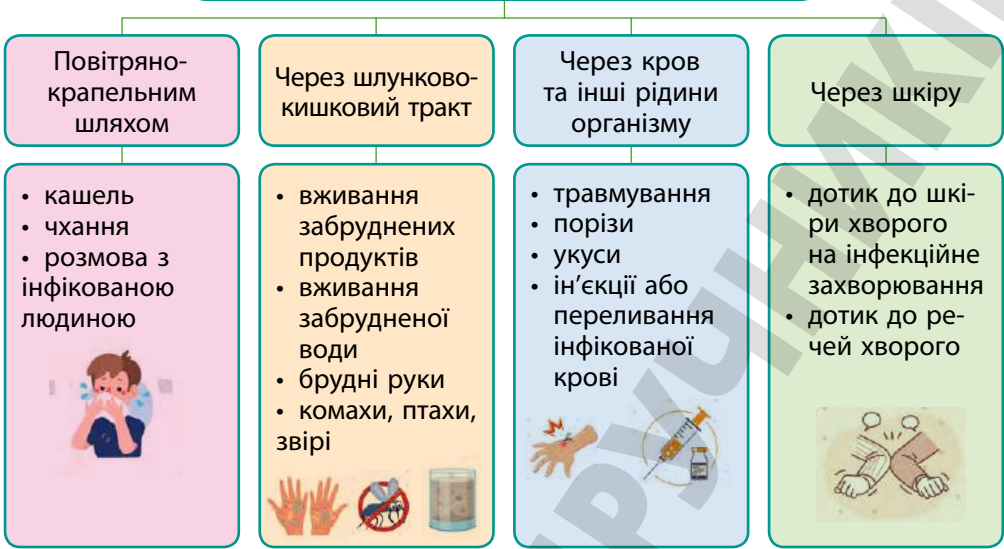 Повітряно-
крапельним
шляхом
Через шлунково-
кишковий тракт
Через кров
та інші рідини
організму
Через шкіру
• кашель
• чхання
• розмова з
інфікованою
людиною
• вживання
забруднених
продуктів
• вживання
забрудненої
води
• брудні руки
• комахи, птахи,
звірі
• травмування
• порізи
• укуси
• ін’єкції або
переливання
інфікованої
крові
• дотик до шкі-
ри хворого
на інфекційне
захворювання
• дотик до ре-
чей хворого